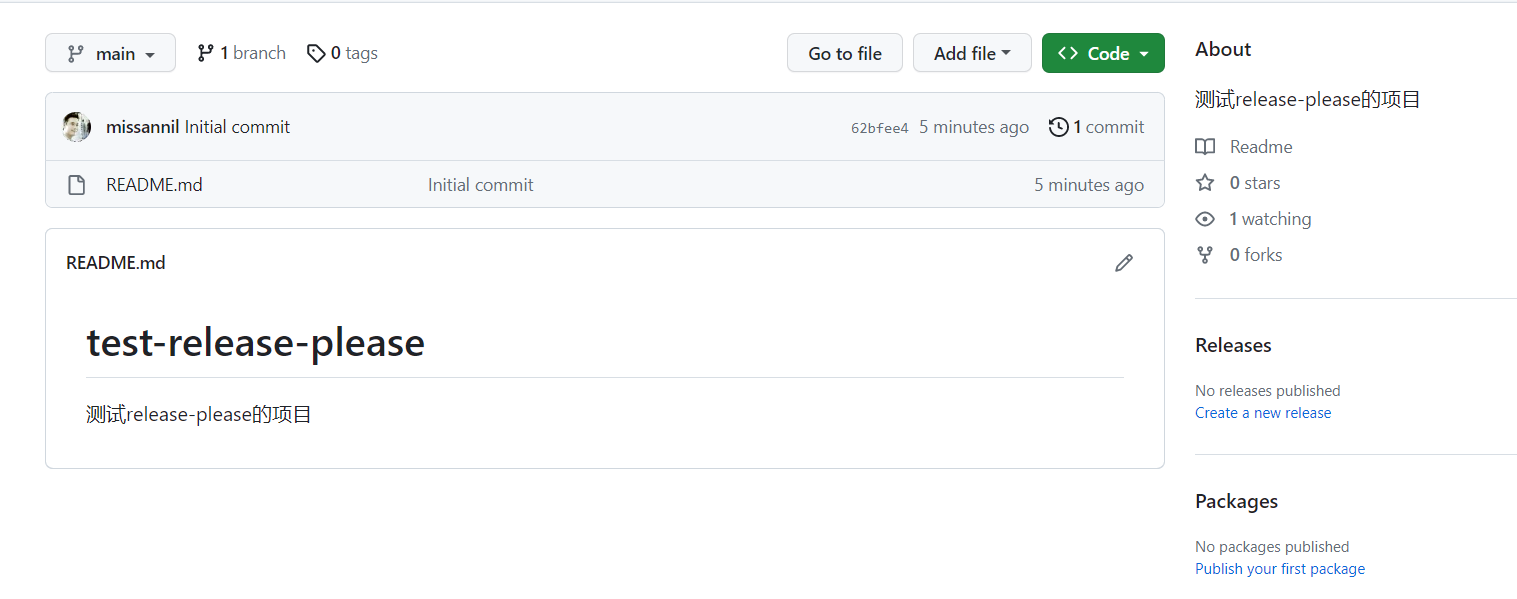 main 1 branch 0 tags Go to file Add file Code
missannil Initial commit 62bfee4 5 minutes ago 1 commit
README.md Initial commit 5 minutes ago
README.md
test-release-please
测试release-please的项目
About
测试release-please的项目
Readme
0 stars
1 watching
0 forks
Releases
No releases published
Create a new release
Packages
No packages published
Publish your first package